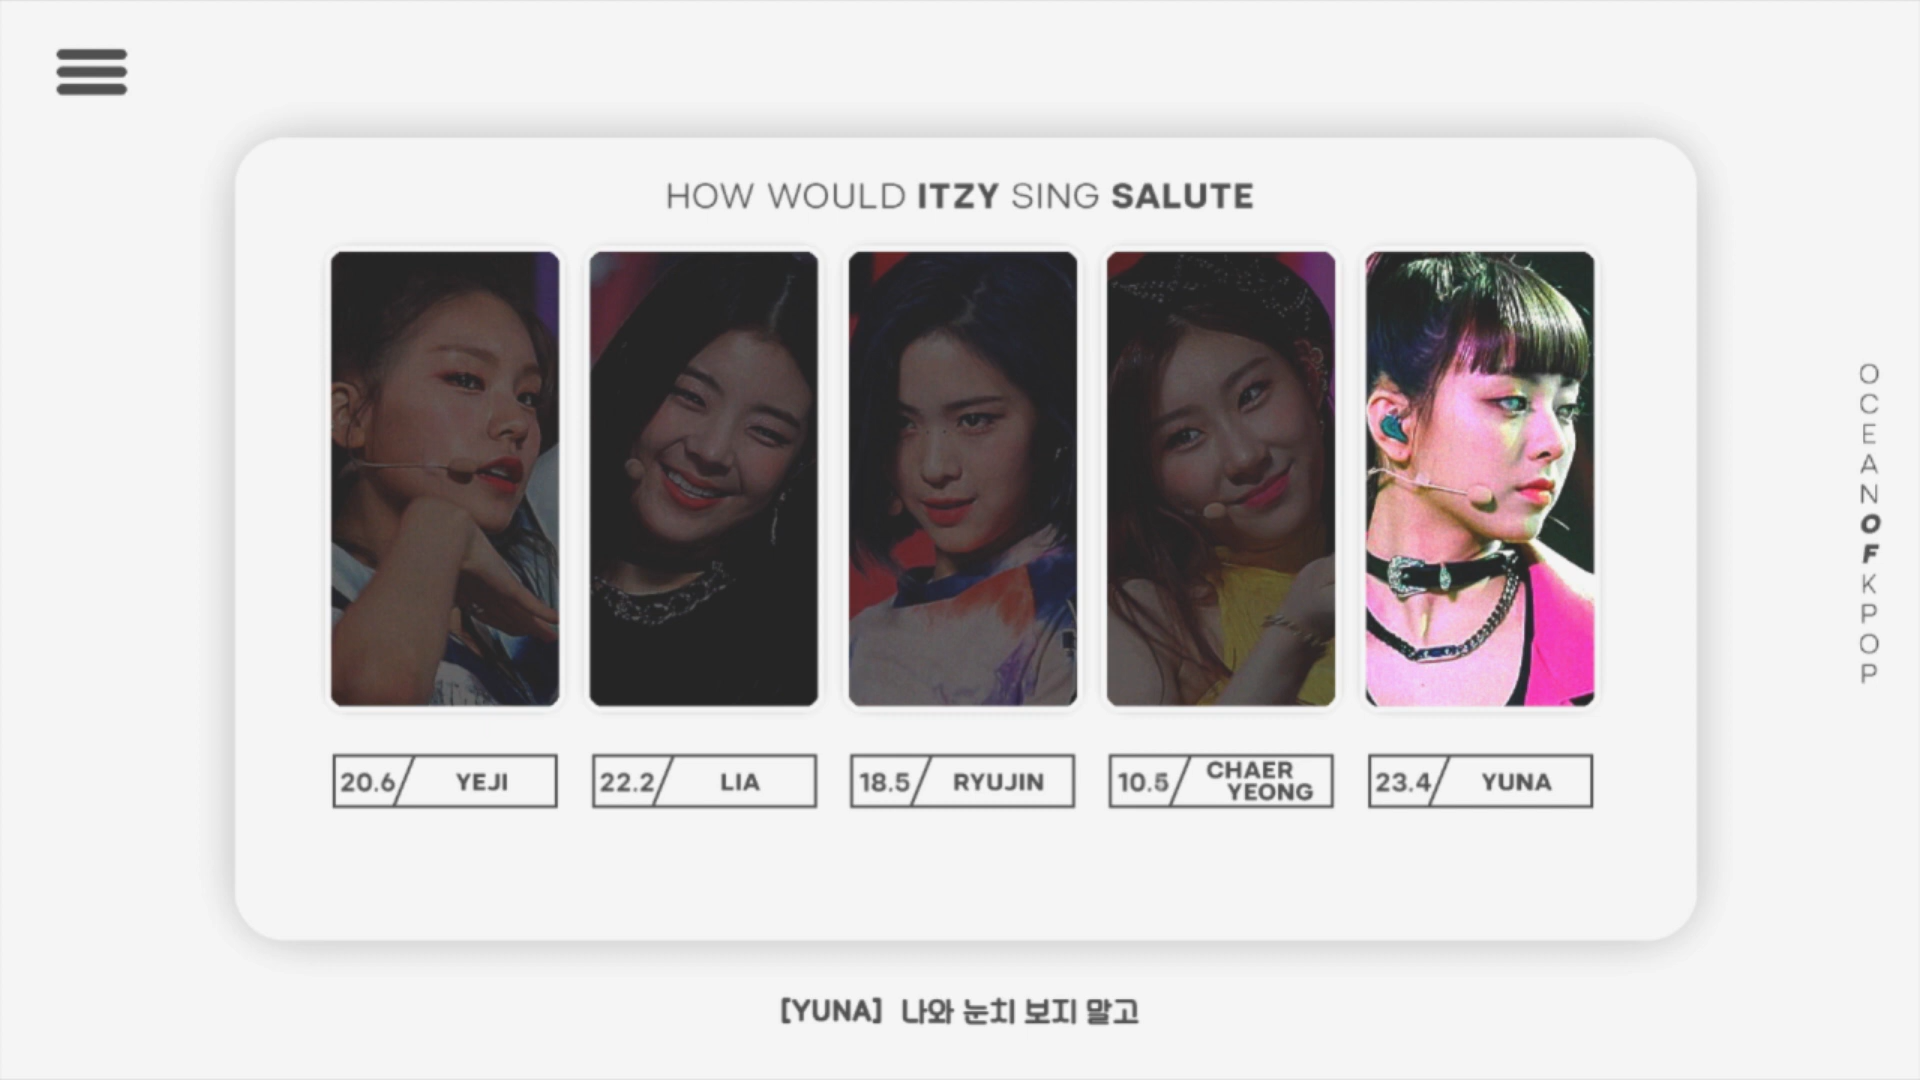 HOW WOULD ITZY SING SALUTE
20.6/ YEJI
22.2/ LIA
18.5/ RYUJIN
10.5/ CHAER
YEONG
23.4/ YUNA
OCEANOFKPOP
[YUNA] 나와 눈치 보지 말고